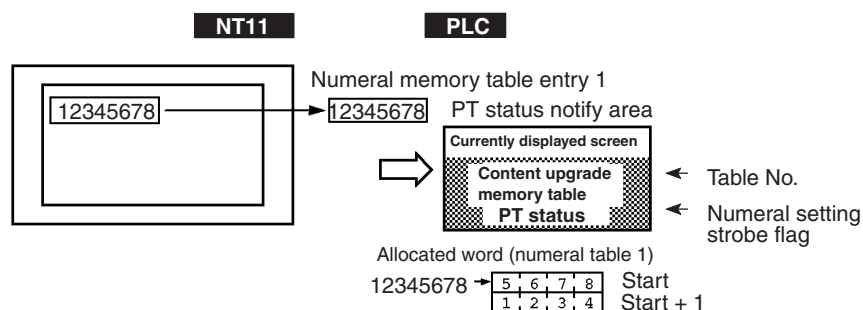 NT11 PLC
Numeral memory table entry 1
12345678 12345678 PT status notify area
Currently displayed screen
Content upgrade
memory table
Table No.
PT status
Numeral setting
strobe flag
Allocated word (numeral table 1)
12345678 5 6 7 8 Start
1 2 3 4 Start + 1